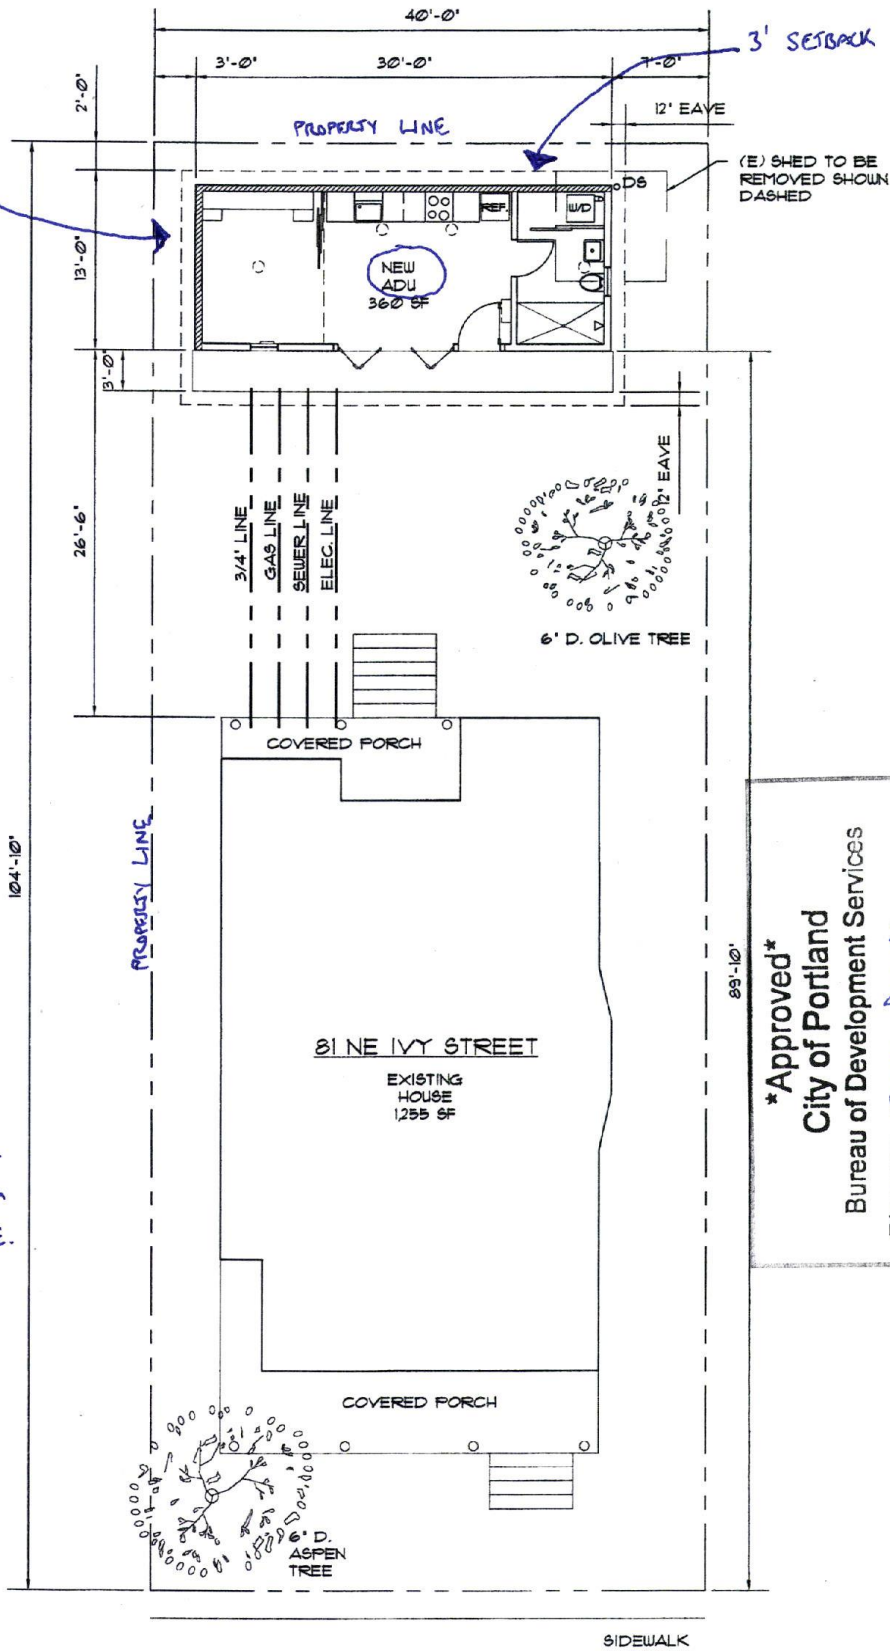 40'-0"
3' SETBACK
3'-0"
30'-0"
7'-0"
2'-0"
12" EAVE
PROPERTY LINE
(E) SHED TO BE
REMOVED SHOWN
DASHED
DS
REF.
W/D
13'-0"
NEW
ADU
360 SF
3'-0"
12" EAVE
26'-6"
3/4" LINE
GAS LINE
SEWER LINE
ELEC. LINE
6" D. OLIVE TREE
COVERED PORCH
104'-10"
PROPERTY LINE
89'-10"
*Approved*
City of Portland
Bureau of Development Services
81 NE IVY STREET
EXISTING
HOUSE
1,255 SF
COVERED PORCH
6" D.
ASPEN
TREE
SIDEWALK